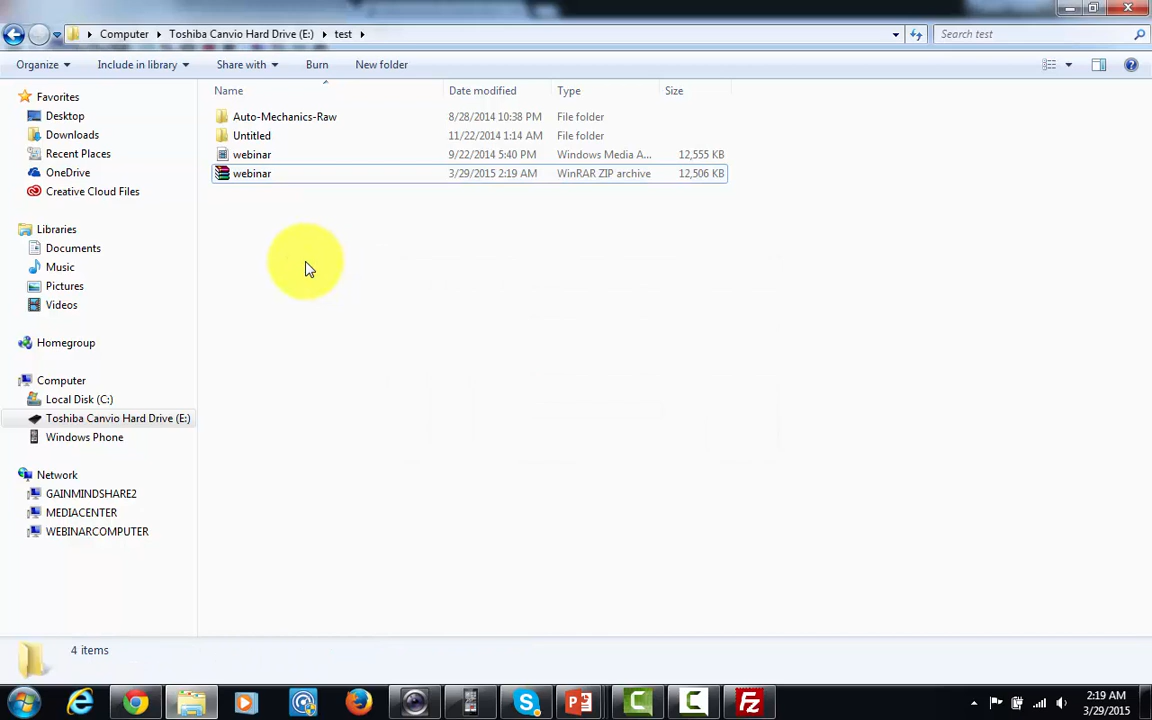 Computer Toshiba Canvio Hard Drive (E:) test
Search test
Organize Include in library Share with Burn New folder
Name Date modified Type Size
Favorites
Desktop
Downloads
Recent Places
OneDrive
Creative Cloud Files
Libraries
Documents
Music
Pictures
Videos
Homegroup
Computer
Local Disk (C:)
Toshiba Canvio Hard Drive (E:)
Windows Phone
Network
GAINMINDSHARE2
MEDIACENTER
WEBINARCOMPUTER
Auto-Mechanics-Raw 8/28/2014 10:38 PM File folder
Untitled 11/22/2014 1:14 AM File folder
webinar 9/22/2014 5:40 PM Windows Media A... 12,555 KB
webinar 3/29/2015 2:19 AM WinRAR ZIP archive 12,506 KB
4 items
2:19 AM
3/29/2015